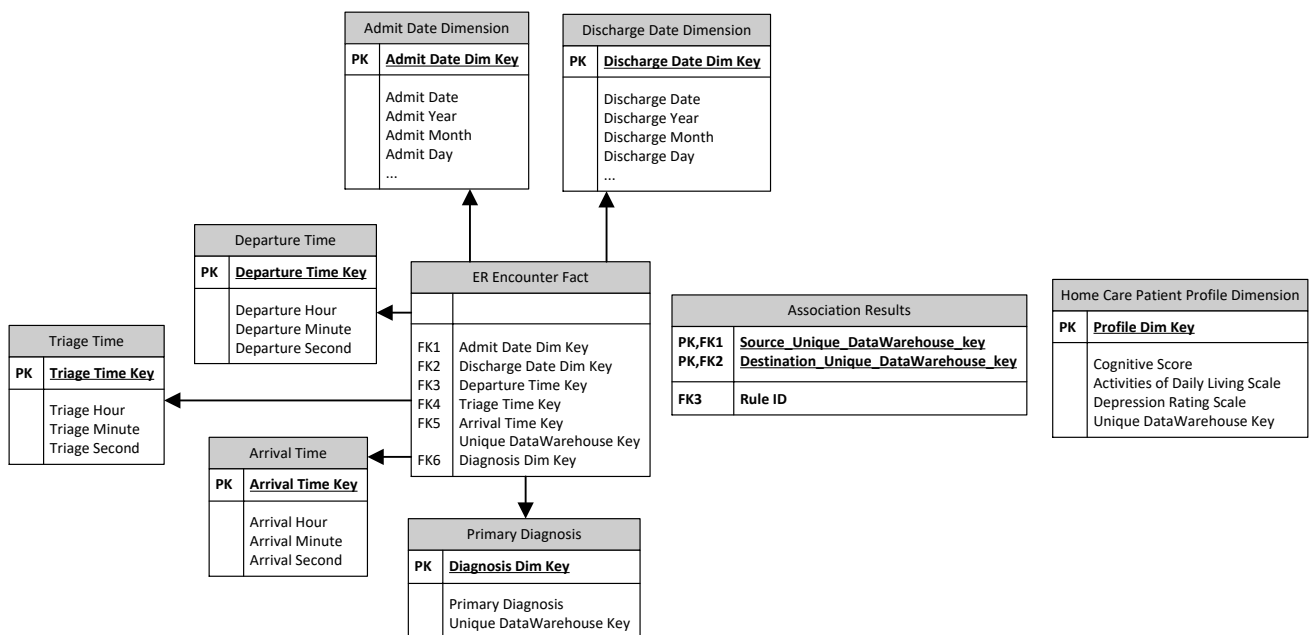 Admit Date Dimension
PK Admit Date Dim Key
Admit Date
Admit Year
Admit Month
Admit Day
...
Discharge Date Dimension
PK Discharge Date Dim Key
Discharge Date
Discharge Year
Discharge Month
Discharge Day
...
Departure Time
PK Departure Time Key
Departure Hour
Departure Minute
Departure Second
Triage Time
PK Triage Time Key
Triage Hour
Triage Minute
Triage Second
ER Encounter Fact
FK1 Admit Date Dim Key
FK2 Discharge Date Dim Key
FK3 Departure Time Key
FK4 Triage Time Key
FK5 Arrival Time Key
Unique DataWarehouse Key
FK6 Diagnosis Dim Key
Arrival Time
PK Arrival Time Key
Arrival Hour
Arrival Minute
Arrival Second
Primary Diagnosis
PK Diagnosis Dim Key
Primary Diagnosis
Unique DataWarehouse Key
Association Results
PK,FK1 Source_Unique_DataWarehouse_key
PK,FK2 Destination_Unique_DataWarehouse_key
FK3 Rule ID
Home Care Patient Profile Dimension
PK Profile Dim Key
Cognitive Score
Activities of Daily Living Scale
Depression Rating Scale
Unique DataWarehouse Key